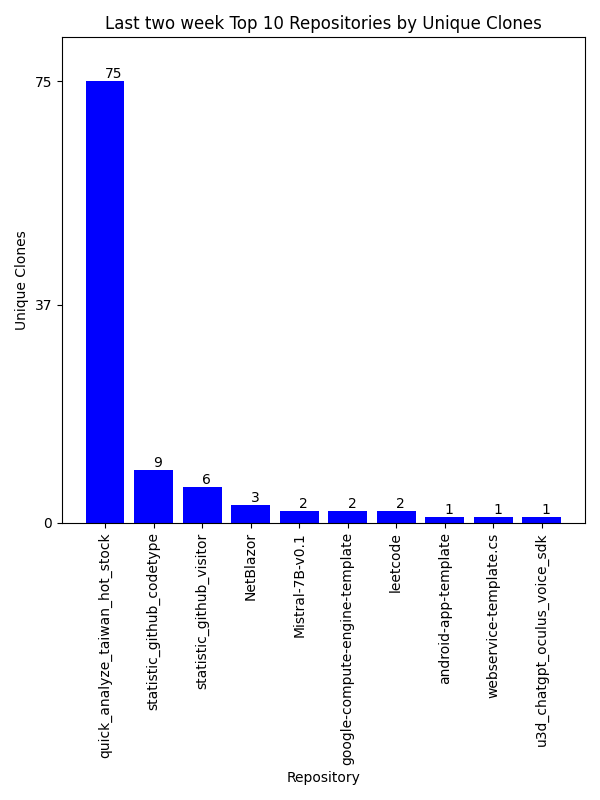 Last two week Top 10 Repositories by Unique Clones
Unique Clones
75
37
0
75
9
6
3
2
2
2
1
1
1
quick_analyze_taiwan_hot_stock
statistic_github_codetype
statistic_github_visitor
NetBlazor
Mistral-7B-v0.1
google-compute-engine-template
leetcode
android-app-template
webservice-template.cs
u3d_chatgpt_oculus_voice_sdk
Repository